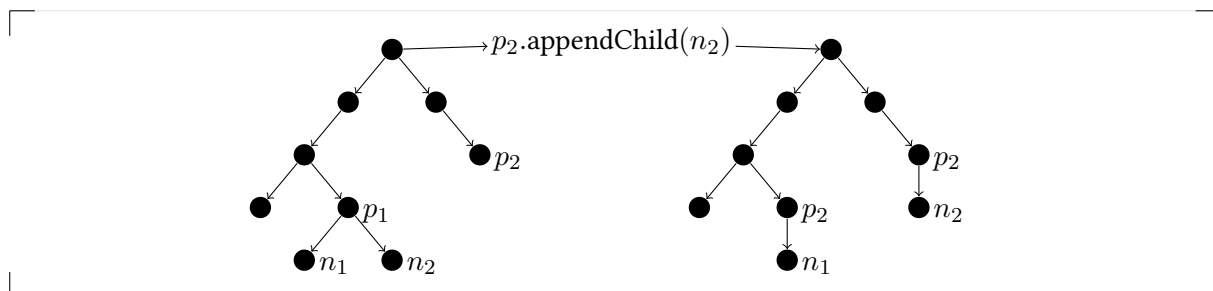 p₂.appendChild(n₂)
p₂ p₂
p₁ p₂ n₂
n₁ n₂ n₁